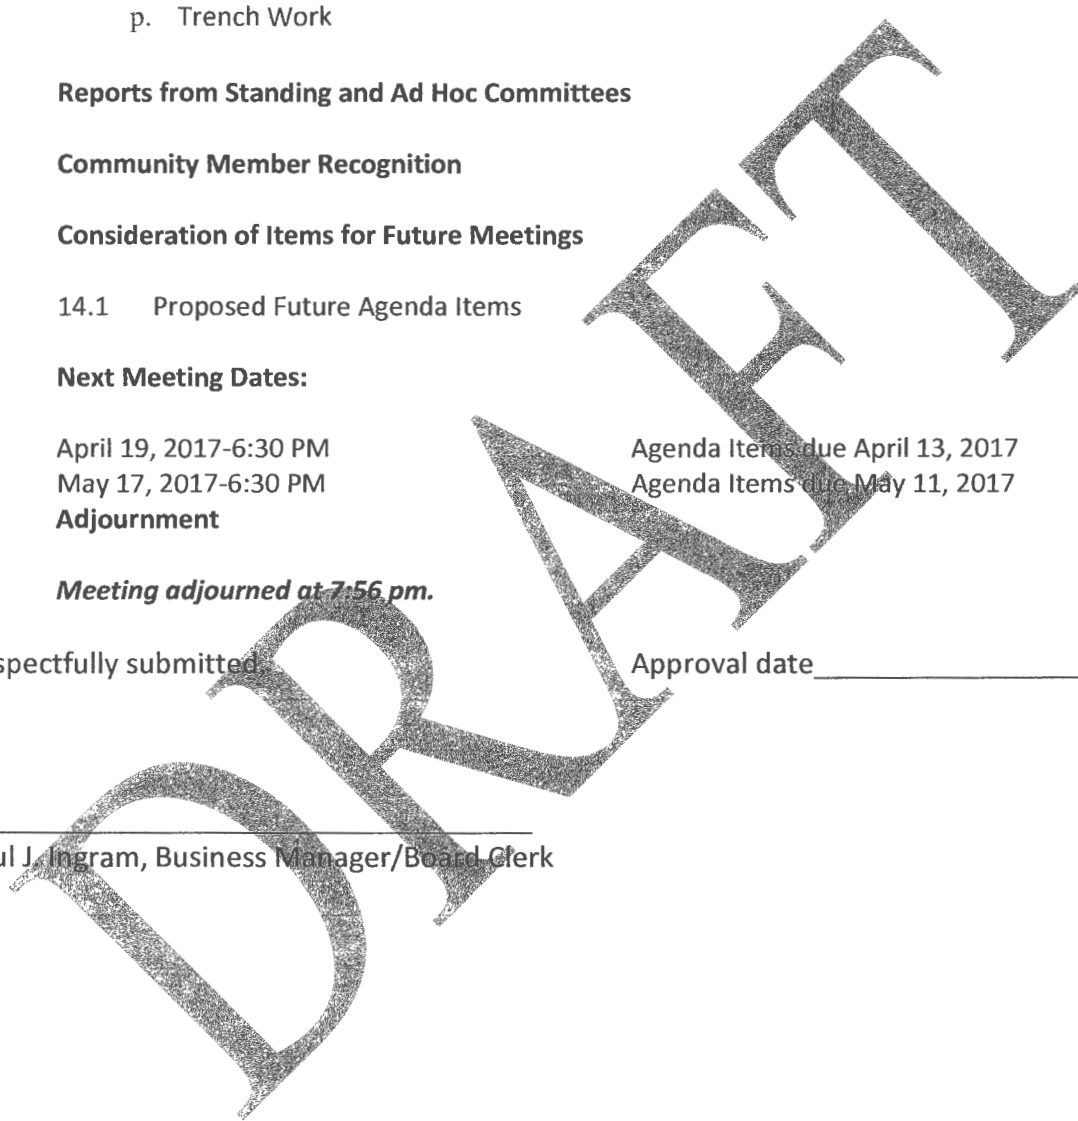 p. Trench Work
Reports from Standing and Ad Hoc Committees
Community Member Recognition
Consideration of Items for Future Meetings
14.1 Proposed Future Agenda Items
Next Meeting Dates:
April 19, 2017-6:30 PM Agenda Items due April 13, 2017
May 17, 2017-6:30 PM Agenda Items due May 11, 2017
Adjournment
Meeting adjourned at 7:56 pm.
spectfully submitted, Approval date
ul J. Ingram, Business Manager/Board Clerk
DRAFT